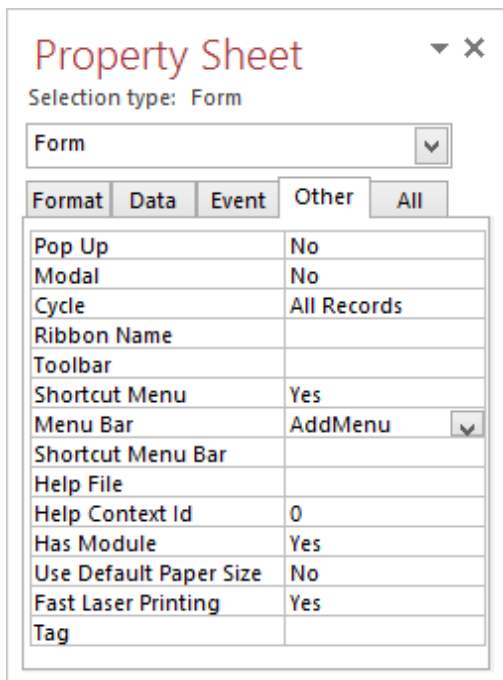 Property Sheet
Selection type: Form
Form
Format Data Event Other All
Pop Up No
Modal No
Cycle All Records
Ribbon Name
Toolbar
Shortcut Menu Yes
Menu Bar AddMenu
Shortcut Menu Bar
Help File
Help Context Id 0
Has Module Yes
Use Default Paper Size No
Fast Laser Printing Yes
Tag